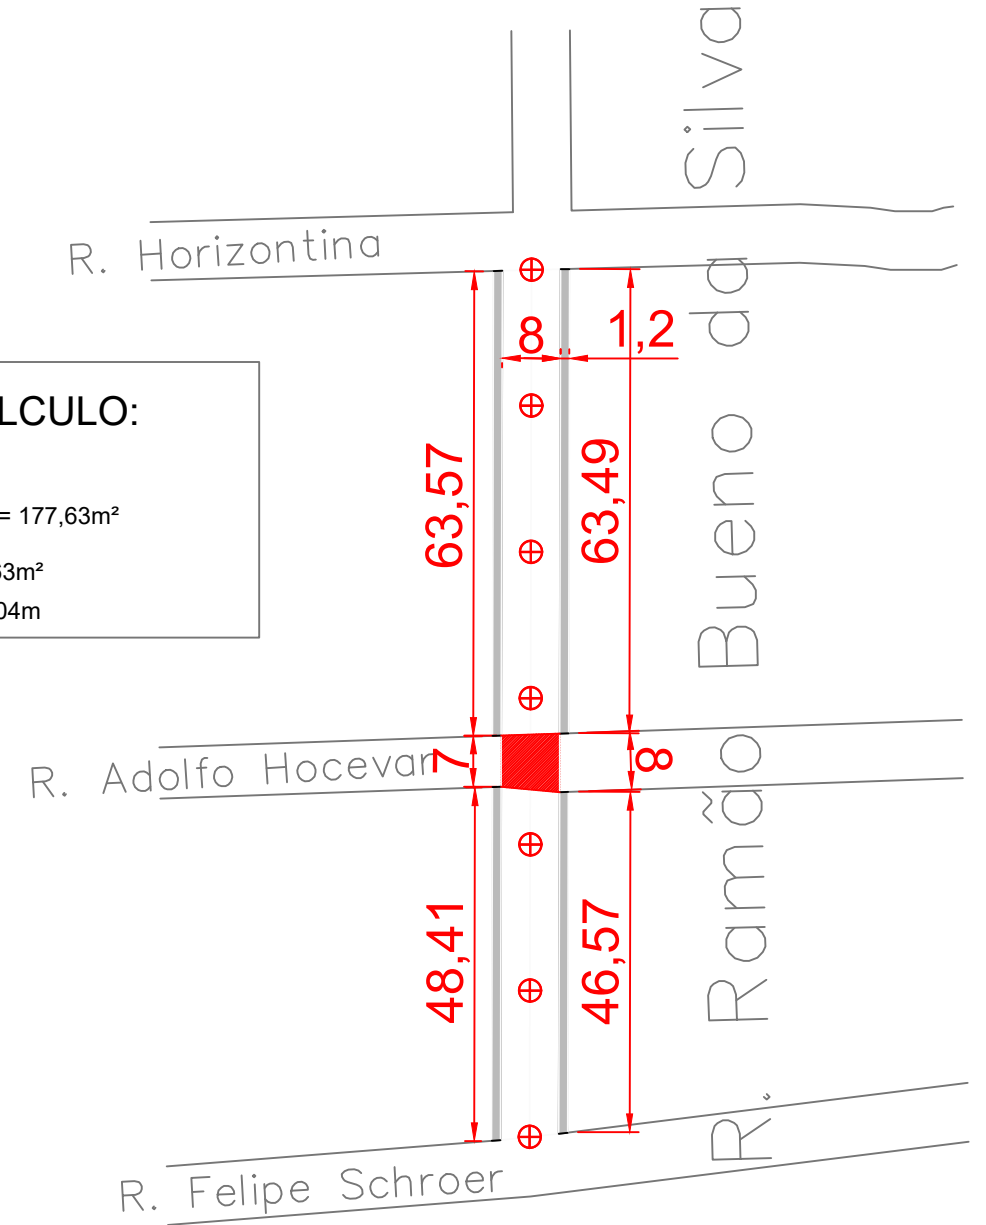 R. Horizontina
8
1,2
LCULO:
= 177,63m²
63m²
04m
63,57
63,49
R. Ramão Bueno da Silva
R. Adolfo Hocevar
7
8
48,41
46,57
R. Felipe Schroer